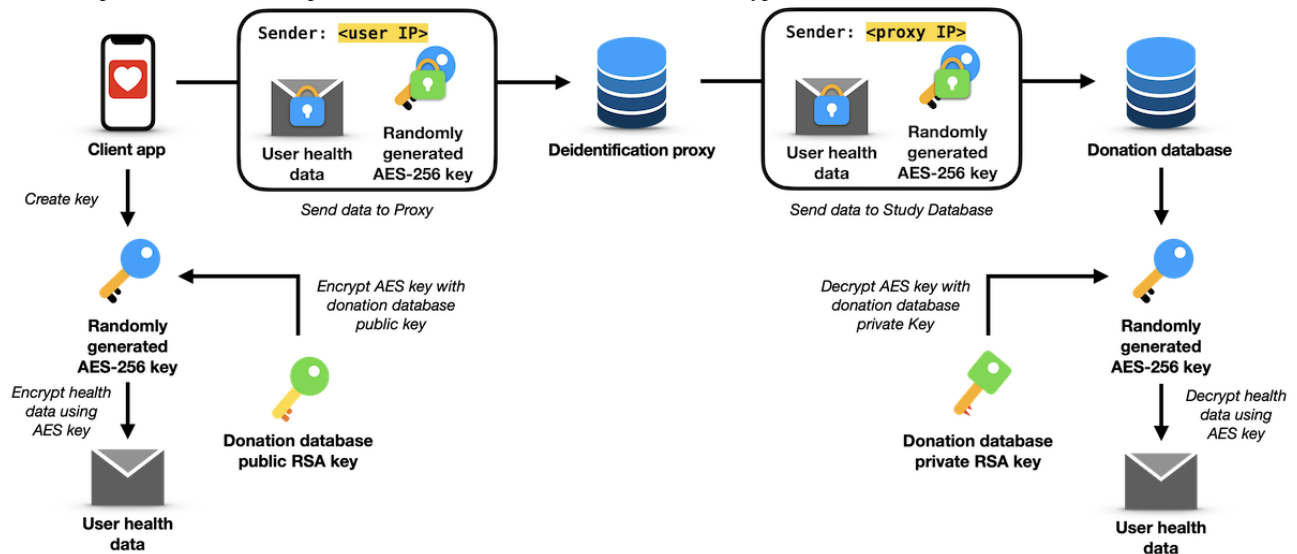 Sender: <user IP>
Sender: <proxy IP>
Client app
User health
data
Randomly
generated
AES-256 key
Deidentification proxy
User health
data
Randomly
generated
AES-256 key
Donation database
Create key
Send data to Proxy
Send data to Study Database
Encrypt AES key with
donation database
public key
Decrypt AES key with
donation database
private Key
Randomly
generated
AES-256 key
Randomly
generated
AES-256 key
Encrypt health
data using
AES key
Donation database
public RSA key
Donation database
private RSA key
Decrypt health
data using
AES key
User health
data
User health
data